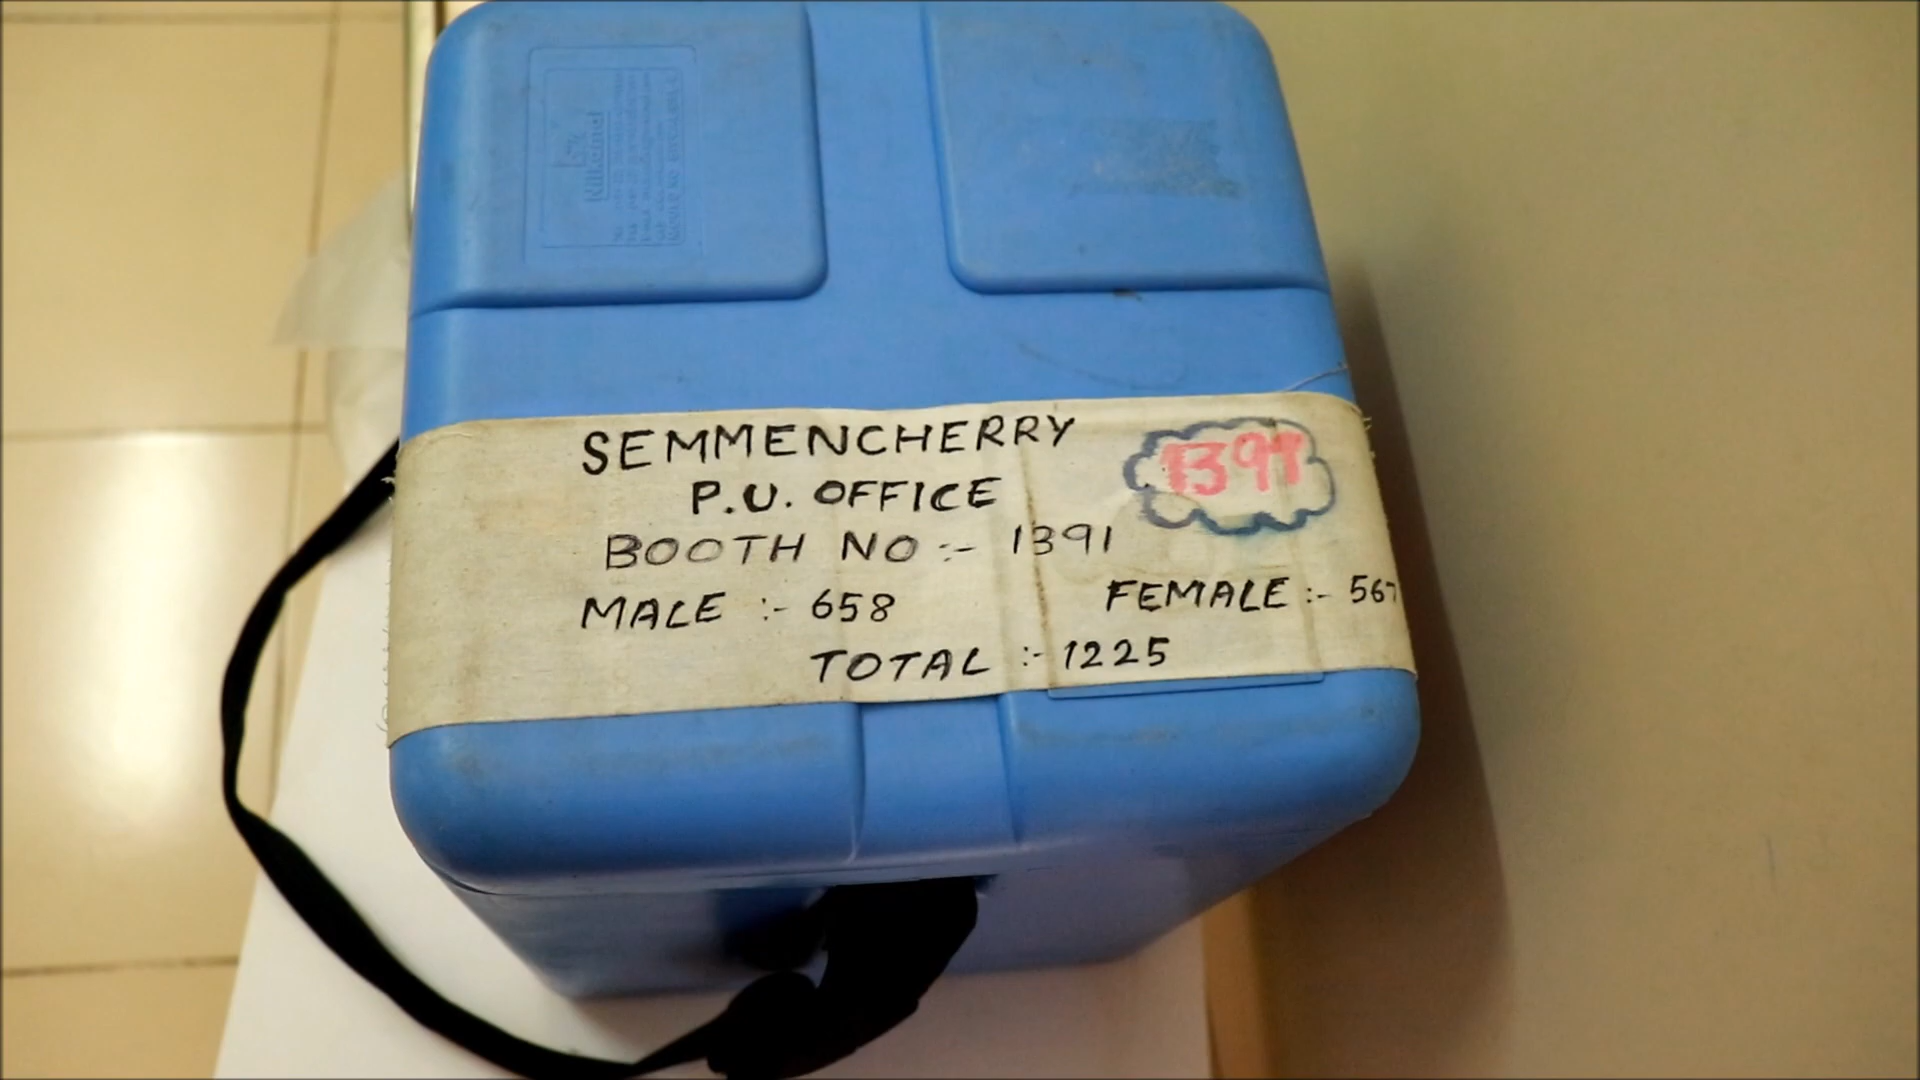 SEMMENCHERRY
P.U. OFFICE
1391
BOOTH NO :- 1391
MALE :- 658 FEMALE :- 567
TOTAL :- 1225